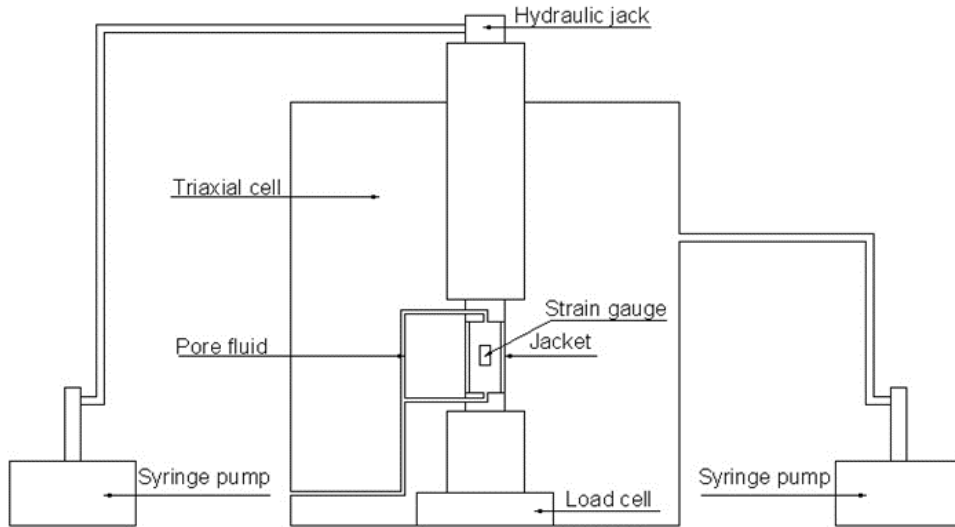 Hydraulic jack
Triaxial cell
Strain gauge
Pore fluid
Jacket
Syringe pump
Syringe pump
Load cell